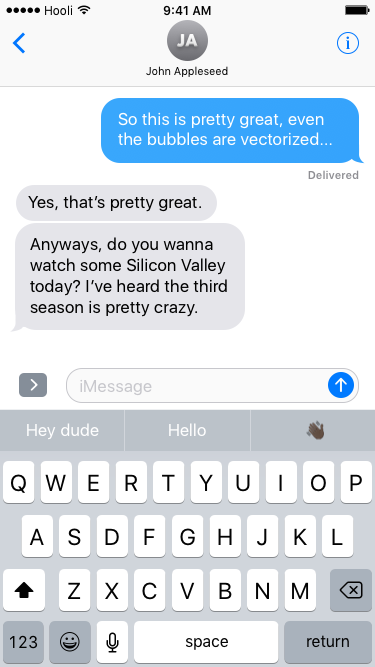 Hooli
9:41 AM
JA
John Appleseed
So this is pretty great, even
the bubbles are vectorized...
Delivered
Yes, that’s pretty great.
Anyways, do you wanna
watch some Silicon Valley
today? I’ve heard the third
season is pretty crazy.
iMessage
Hey dude
Hello
Q W E R T Y U I O P
A S D F G H J K L
Z X C V B N M
123 space return